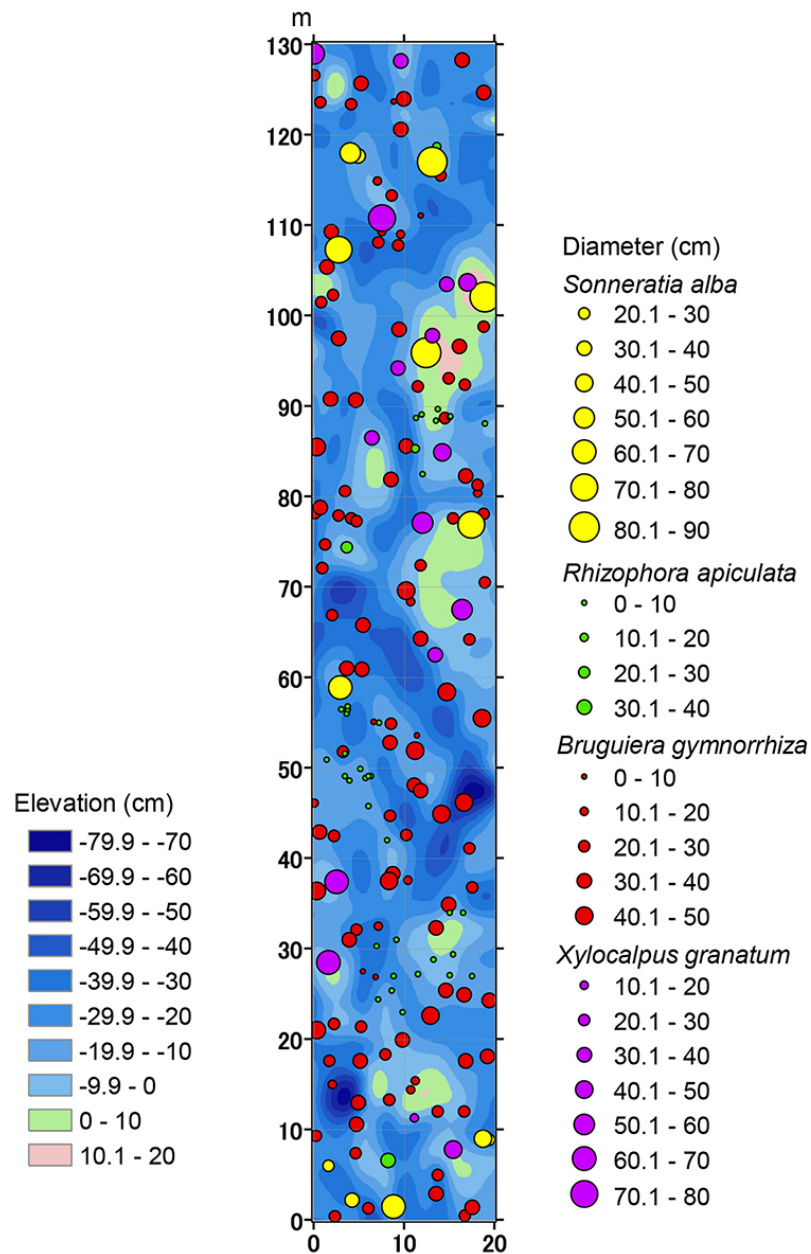 m
130
120
110
100
90
80
70
60
50
40
30
20
10
0
0 10 20
Elevation (cm)
-79.9 - -70
-69.9 - -60
-59.9 - -50
-49.9 - -40
-39.9 - -30
-29.9 - -20
-19.9 - -10
-9.9 - 0
0 - 10
10.1 - 20
Diameter (cm)
Sonneratia alba
20.1 - 30
30.1 - 40
40.1 - 50
50.1 - 60
60.1 - 70
70.1 - 80
80.1 - 90
Rhizophora apiculata
0 - 10
10.1 - 20
20.1 - 30
30.1 - 40
Bruguiera gymnorrhiza
0 - 10
10.1 - 20
20.1 - 30
30.1 - 40
40.1 - 50
Xylocalpus granatum
10.1 - 20
20.1 - 30
30.1 - 40
40.1 - 50
50.1 - 60
60.1 - 70
70.1 - 80